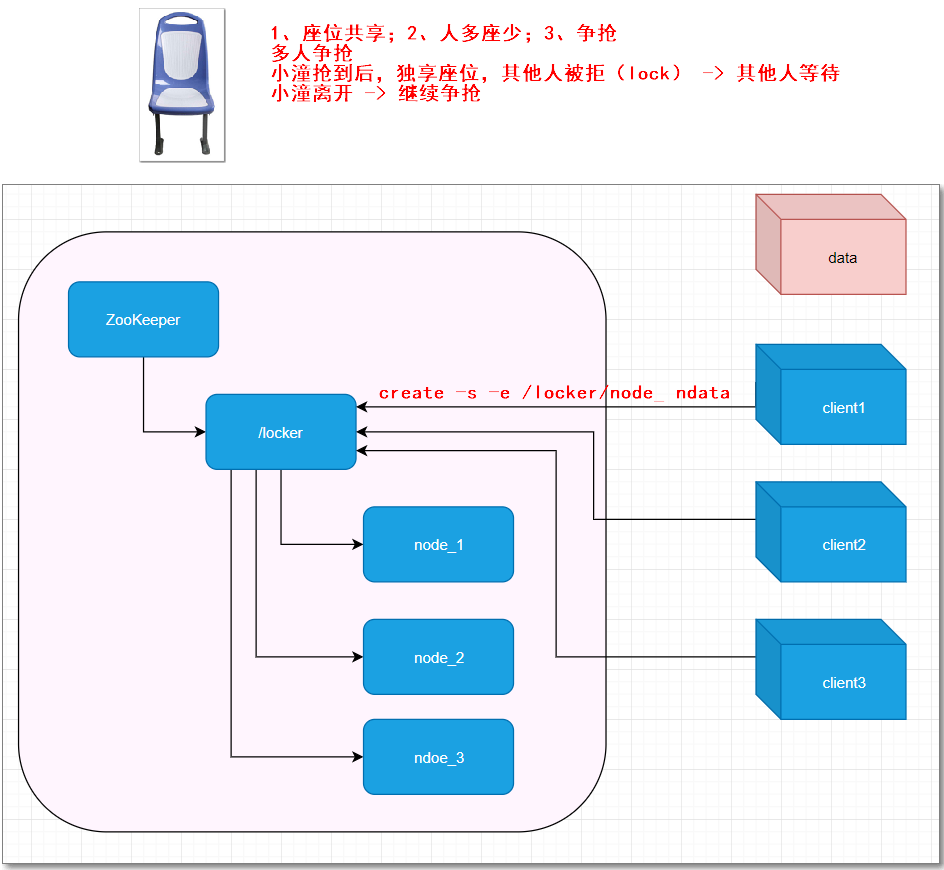 1、座位共享；2、人多座少；3、争抢
多人争抢
小潼抢到后，独享座位，其他人被拒（lock） -> 其他人等待
小潼离开 -> 继续争抢
data
ZooKeeper
create -s -e /locker/node_ ndata
client1
/locker
node_1
client2
node_2
client3
ndoe_3